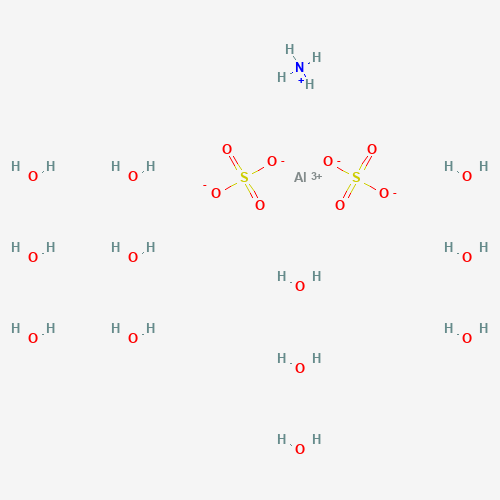 H
H H
N
H + H
O O - O - O
H H H H S Al 3+ S H H
O O - O O O O - O
H H H H H H
O O H H O
O
H H H H H H
O O H H O
O
H H
O